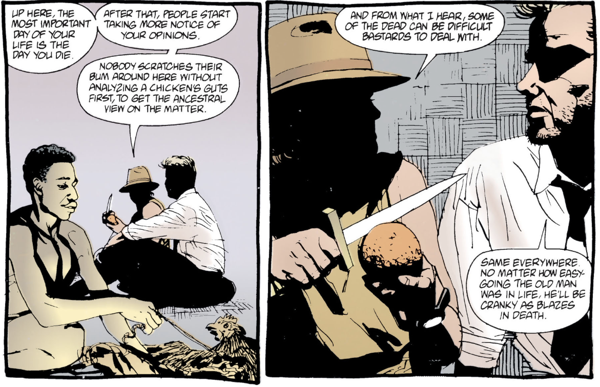 UP HERE, THE
MOST IMPORTANT
DAY OF YOUR
LIFE IS THE
DAY YOU DIE.
AFTER THAT, PEOPLE START
TAKING MORE NOTICE OF
YOUR OPINIONS.
NOBODY SCRATCHES THEIR
BUM AROUND HERE WITHOUT
ANALYZING A CHICKEN'S GUTS
FIRST, TO GET THE ANCESTRAL
VIEW ON THE MATTER.
AND FROM WHAT I HEAR, SOME
OF THE DEAD CAN BE DIFFICULT
BASTARDS TO DEAL WITH.
SAME EVERYWHERE.
NO MATTER HOW EASY-
GOING THE OLD MAN
WAS IN LIFE, HE'LL BE
CRANKY AS BLAZES
IN DEATH.